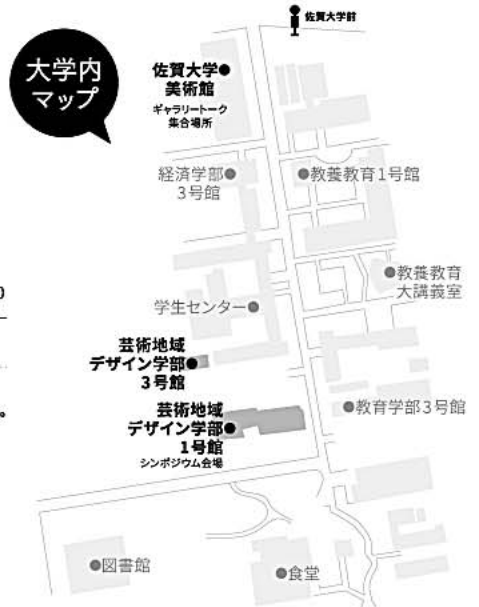 佐賀大学前
大学内
マップ
佐賀大学
美術館
ギャラリートーク
集合場所
経済学部
3号館
教養教育1号館
教養教育
大講義室
学生センター
芸術地域
デザイン学部
3号館
芸術地域
デザイン学部
1号館
シンポジウム会場
教育学部3号館
図書館
食堂